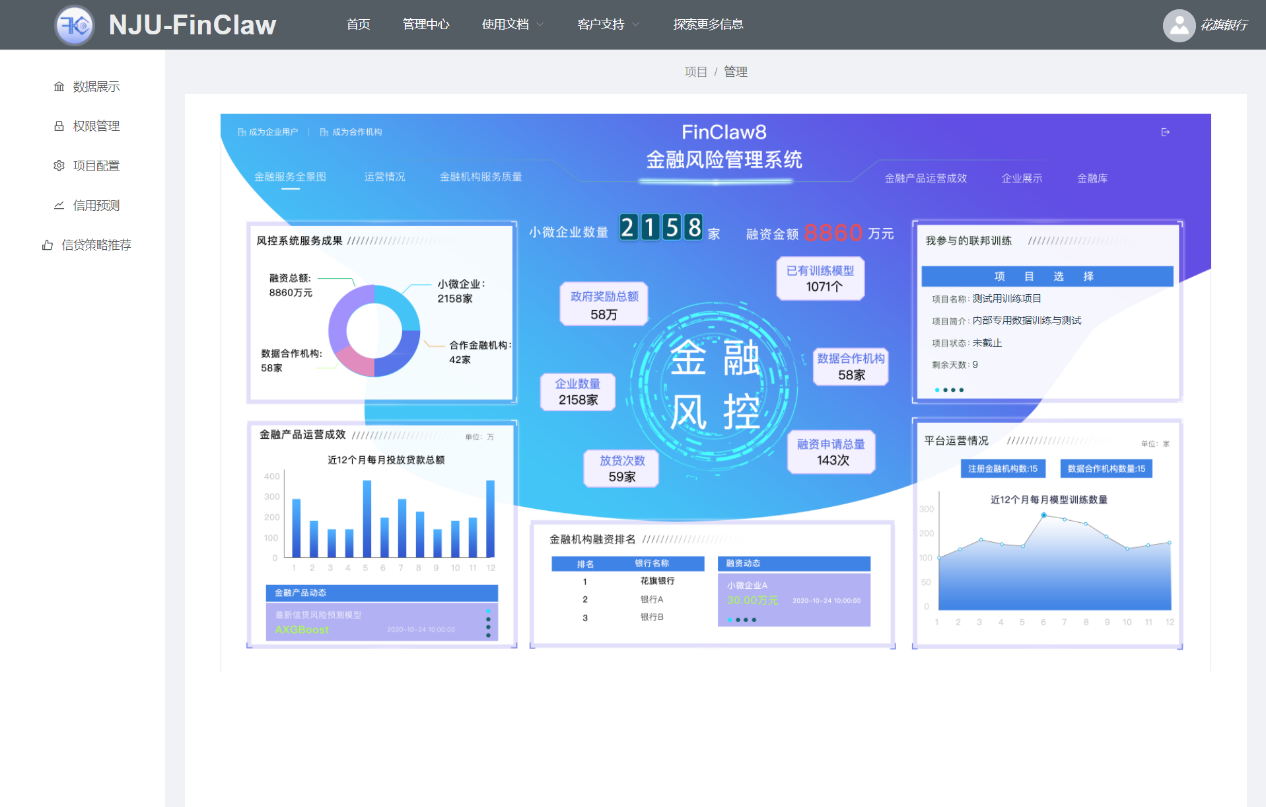 NJU-FinClaw
首页 管理中心 使用文档 客户支持 探索更多信息
花旗银行
数据展示
权限管理
项目配置
信用预测
信贷策略推荐
项目 / 管理
成为企业用户 | 成为合作机构
FinClaw8
金融风险管理系统
金融服务全景图 运营情况 金融机构服务质量
金融产品运营成效 企业展示 金融库
小微企业数量 2158 家 融资金额 8860 万元
风控系统服务成果
融资总额:
8860万元
小微企业:
2158家
合作金融机构:
42家
数据合作机构:
58家
政府奖励总额
58万
已有训练模型
1071个
企业数量
2158家
数据合作机构
58家
放贷次数
59家
融资申请总量
143次
金融
风控
我参与的联邦训练
项目选择
项目名称: 测试用训练项目
项目简介: 内部专用数据训练与测试
项目状态: 未截止
剩余天数: 9
金融产品运营成效
单位: 万
近12个月每月投放贷款总额
400
300
200
100
0
1 2 3 4 5 6 7 8 9 10 11 12
金融产品动态
最新信贷风险预测模型
AXGBoost
2020-10-24 10:00:00
金融机构融资排名
排名 银行名称
1 花旗银行
2 银行A
3 银行B
融资动态
小微企业A
30.00万元 2020-10-24 10:00:00
平台运营情况
单位: 家
注册金融机构数:15 数据合作机构数量:15
近12个月每月模型训练数量
300
200
100
50
0
1 2 3 4 5 6 7 8 9 10 11 12